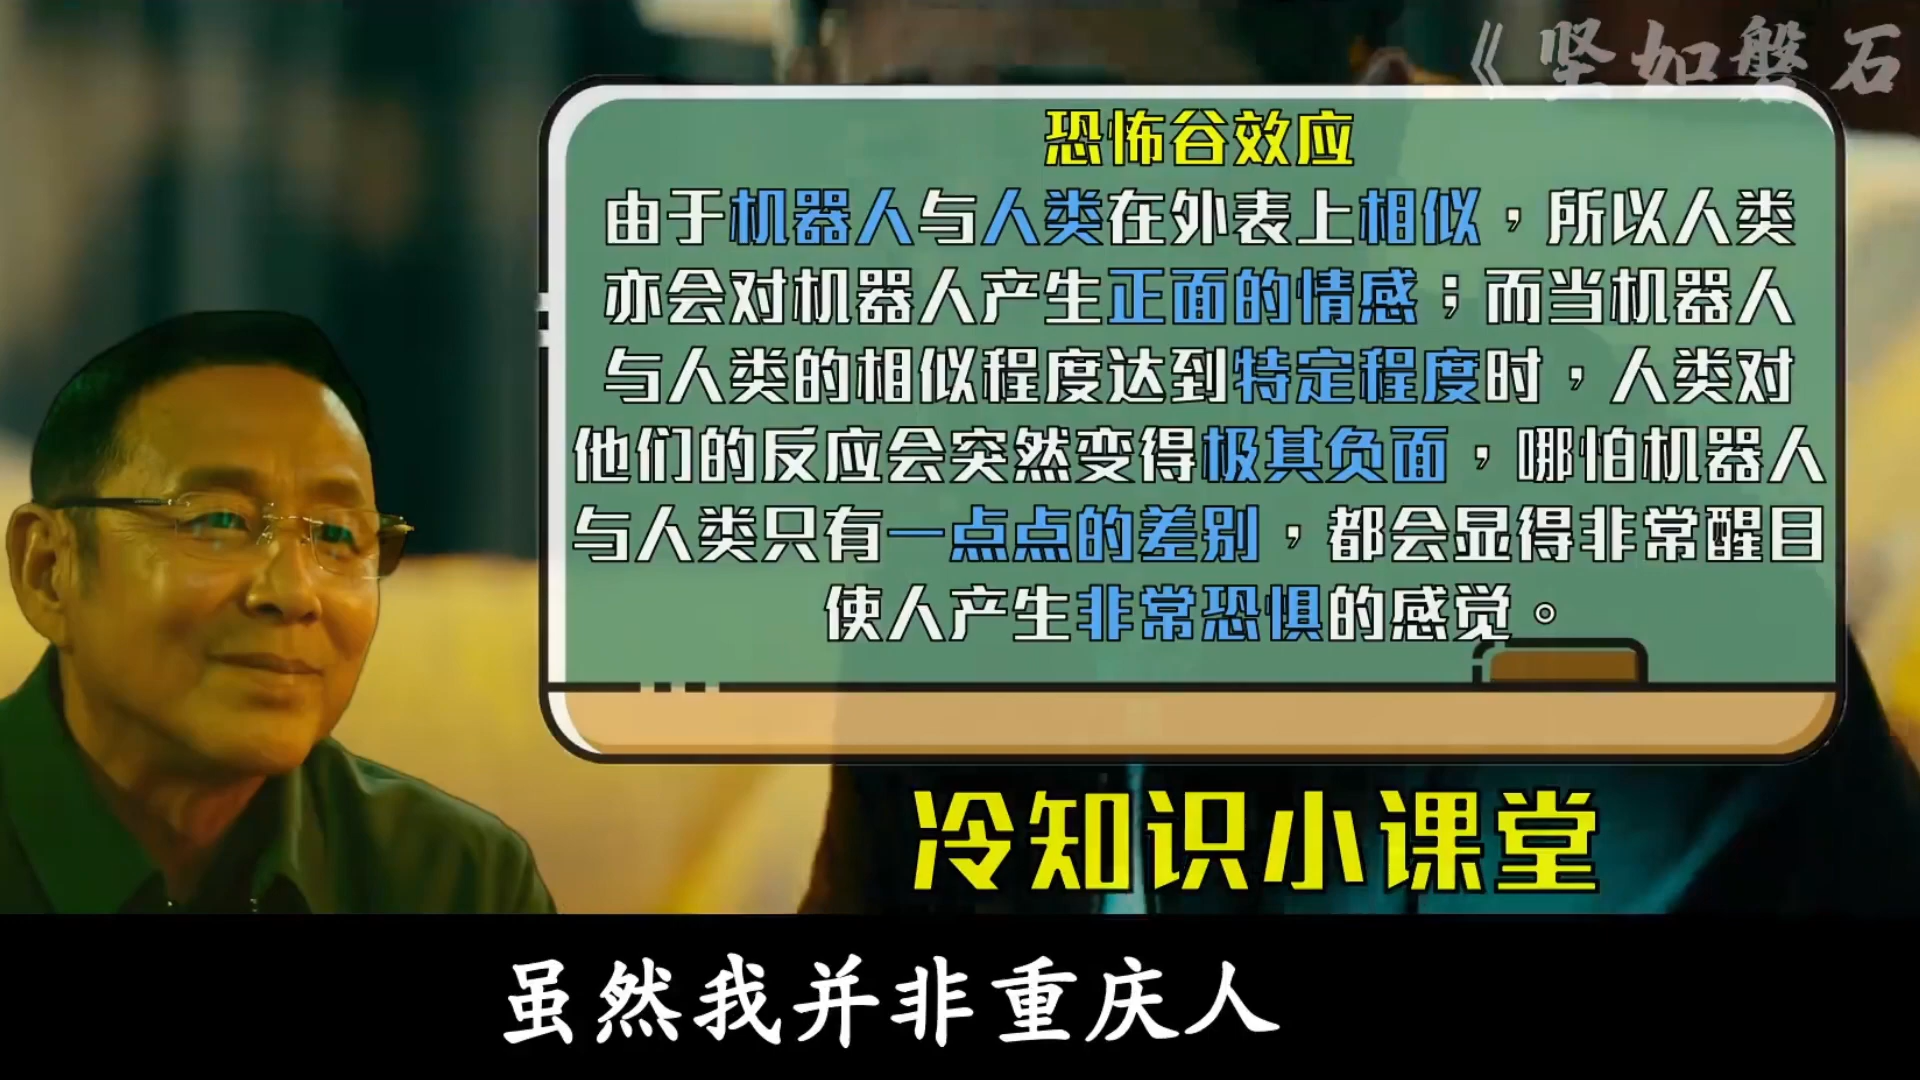 《坚如磐石
恐怖谷效应
由于机器人与人类在外表上相似，所以人类
亦会对机器人产生正面的情感；而当机器人
与人类的相似程度达到特定程度时，人类对
他们的反应会突然变得极其负面，哪怕机器人
与人类只有一点点的差别，都会显得非常醒目
使人产生非常恐惧的感觉。
冷知识小课堂
虽然我并非重庆人